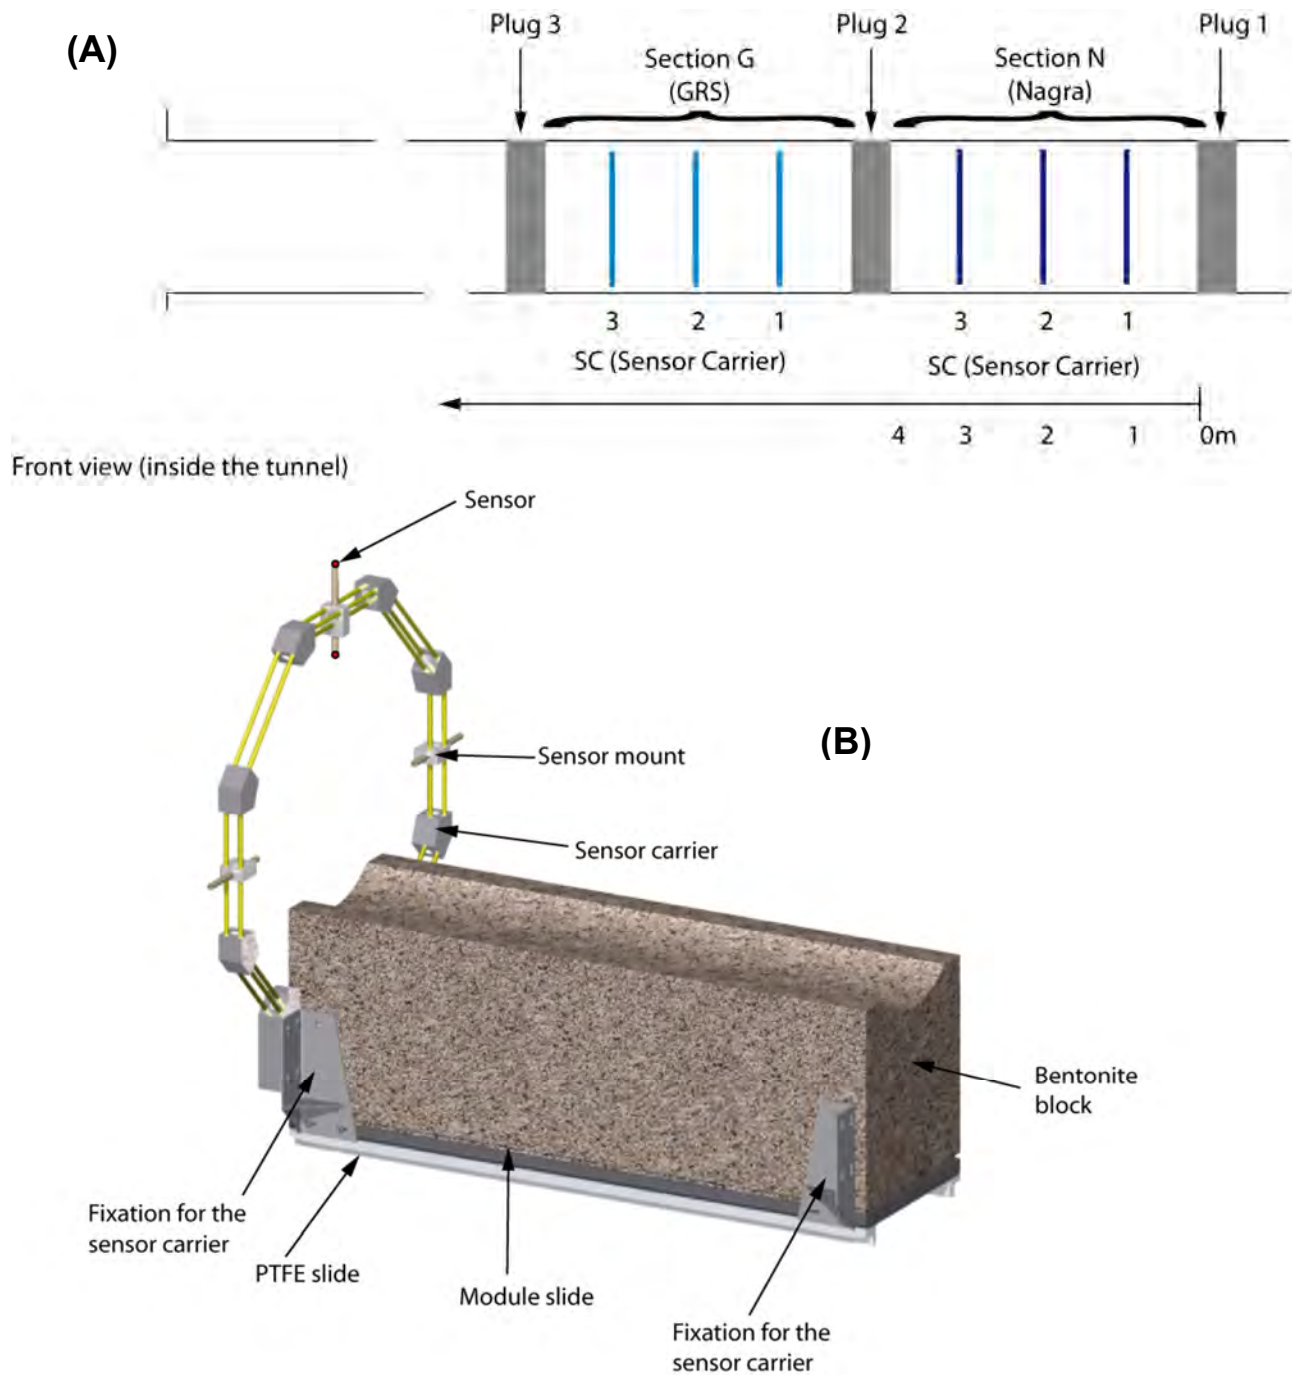 (A)
Plug 3
Plug 2
Plug 1
Section G
(GRS)
Section N
(Nagra)
3 2 1
3 2 1
SC (Sensor Carrier)
SC (Sensor Carrier)
4 3 2 1 0m
Front view (inside the tunnel)
Sensor
(B)
Sensor mount
Sensor carrier
Bentonite
block
Fixation for the
sensor carrier
PTFE slide
Module slide
Fixation for the
sensor carrier